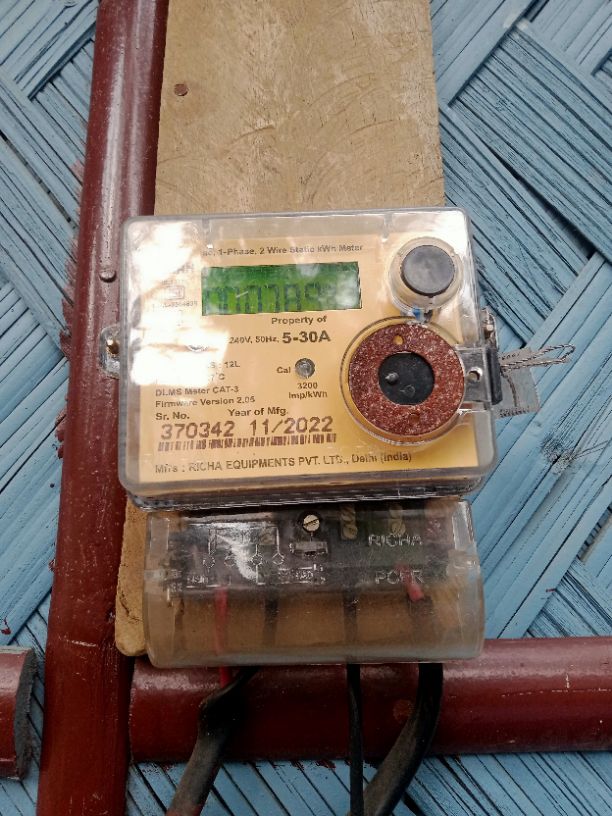 1-Phase, 2 Wire Static kWh Meter
Property of
240V, 50Hz, 5-30A
12L
Cal
3200
Imp/kWh
DLMS Meter CAT-3
Firmware Version 2.05
Sr. No. Year of Mfg.
370342 11/2022
Mfrs : RICHA EQUIPMENTS PVT. LTD., Delhi (India)
RICHA